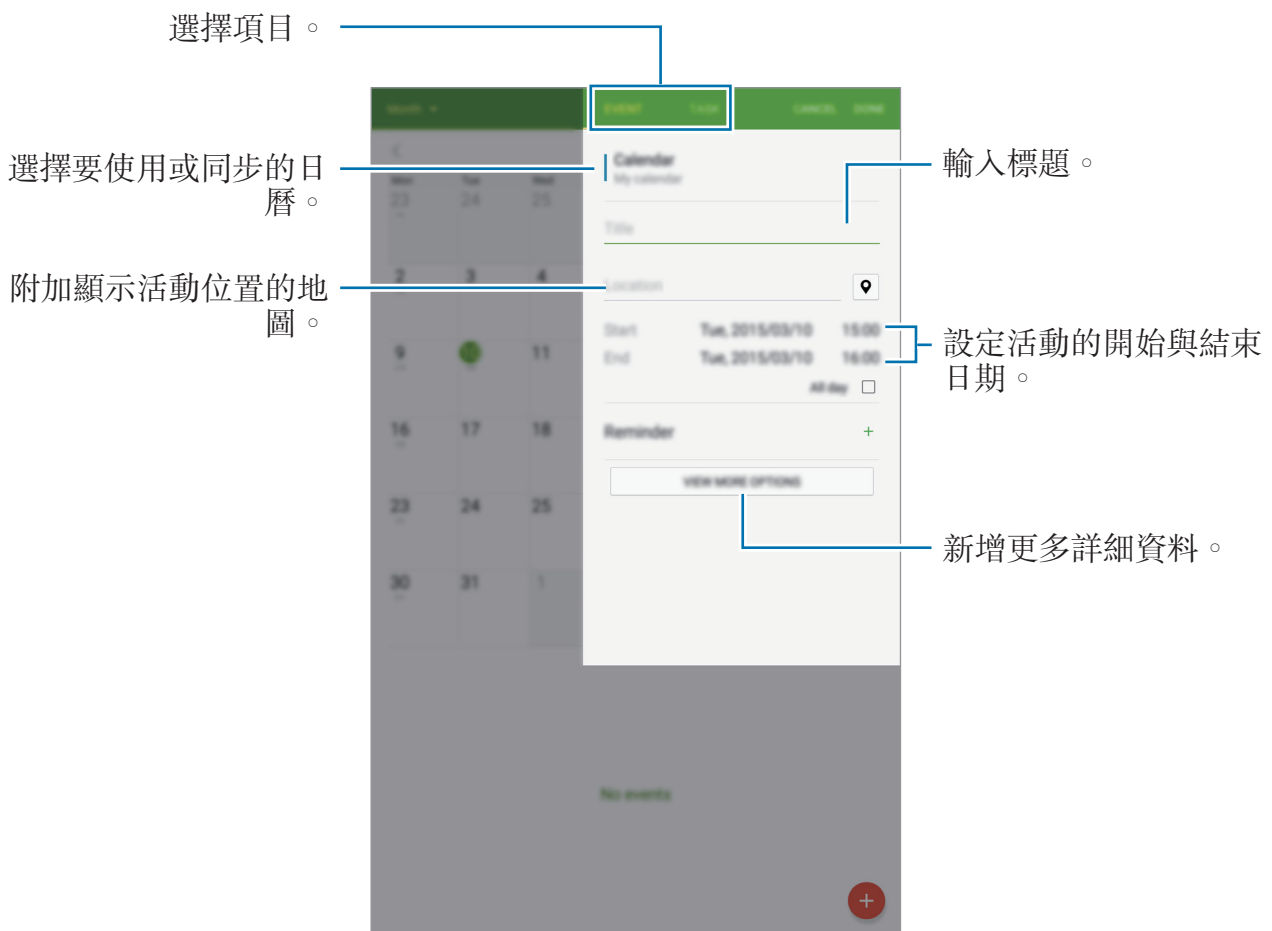 選擇項目。
Month
EVENT TASK CANCEL DONE
選擇要使用或同步的日
曆。
Calendar
My calendar
輸入標題。
Mon Tue Wed
23 24 25
Title
附加顯示活動位置的地
圖。
2 3 4
Location
Start Tue, 2015/03/10 15:00
End Tue, 2015/03/10 16:00
設定活動的開始與結束
日期。
9 10 11
All day
16 17 18
Reminder +
VIEW MORE OPTIONS
23 24 25
新增更多詳細資料。
30 31 1
No events
+